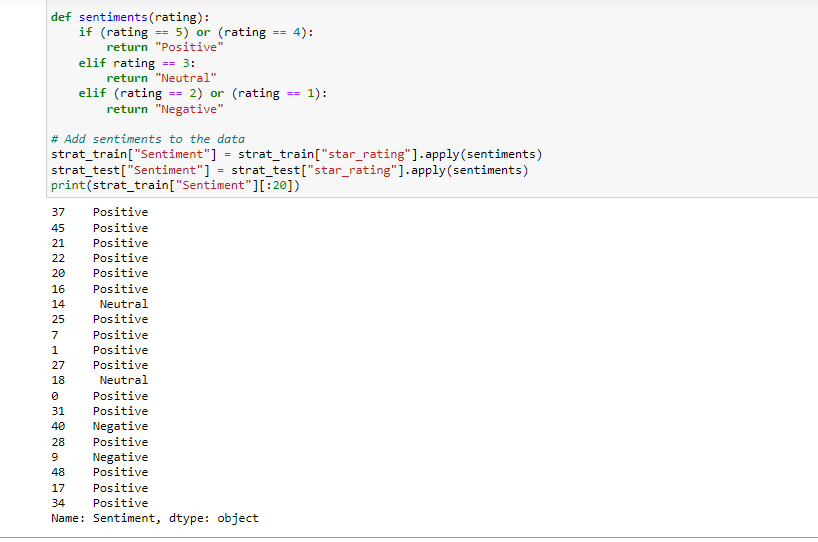 def sentiments(rating):
    if (rating == 5) or (rating == 4):
        return "Positive"
    elif rating == 3:
        return "Neutral"
    elif (rating == 2) or (rating == 1):
        return "Negative"

# Add sentiments to the data
strat_train["Sentiment"] = strat_train["star_rating"].apply(sentiments)
strat_test["Sentiment"] = strat_test["star_rating"].apply(sentiments)
print(strat_train["Sentiment"][:20])
37    Positive
45    Positive
21    Positive
22    Positive
20    Positive
16    Positive
14     Neutral
25    Positive
7     Positive
1     Positive
27    Positive
18     Neutral
0     Positive
31    Positive
40    Negative
28    Positive
9     Negative
48    Positive
17    Positive
34    Positive
Name: Sentiment, dtype: object